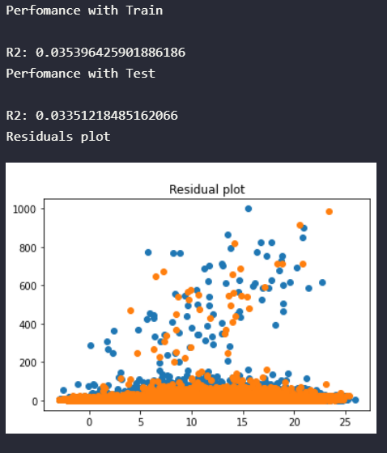 Perfomance with Train
R2: 0.035396425901886186
Perfomance with Test
R2: 0.03351218485162066
Residuals plot
Residual plot
1000
800
600
400
200
0
0 5 10 15 20 25